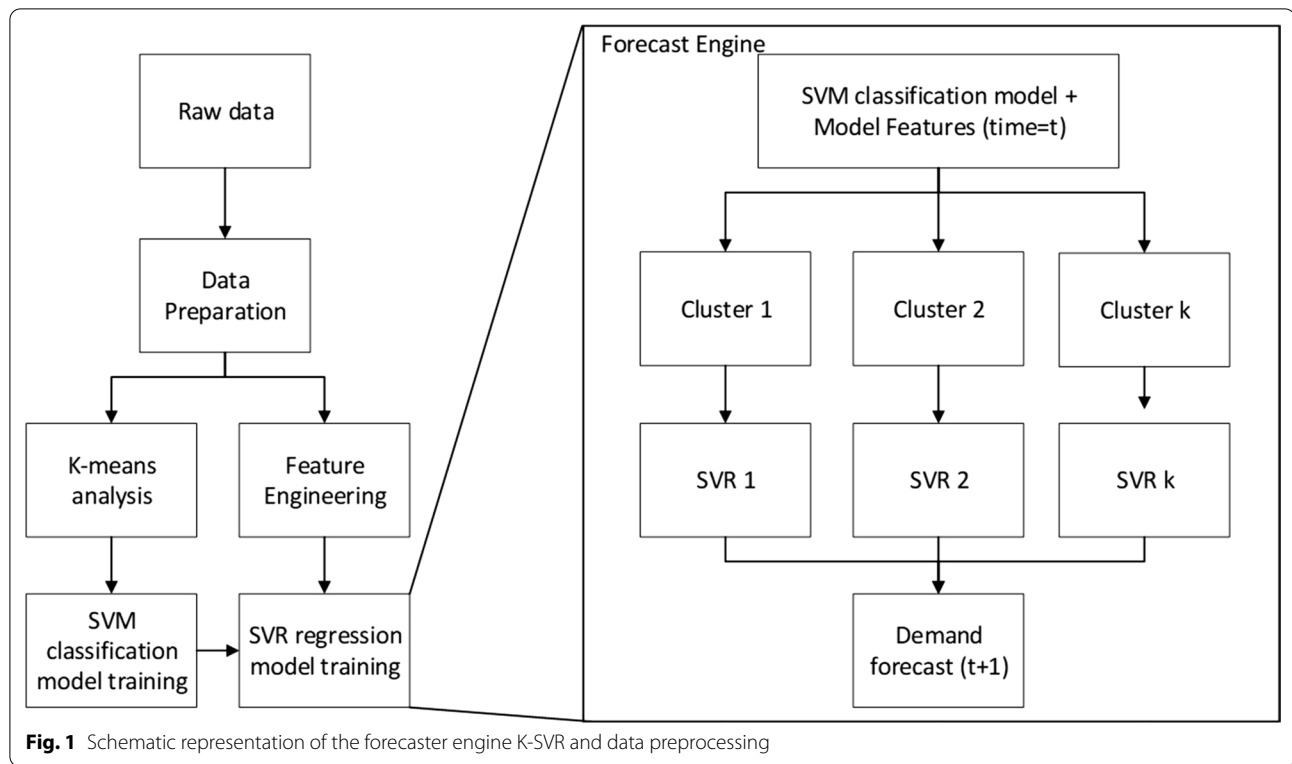 Raw data
Data
Preparation
K-means
analysis
Feature
Engineering
SVM
classification
model training
SVR regression
model training
Forecast Engine
SVM classification model +
Model Features (time=t)
Cluster 1
Cluster 2
Cluster k
SVR 1
SVR 2
SVR k
Demand
forecast (t+1)
Fig. 1 Schematic representation of the forecaster engine K-SVR and data preprocessing